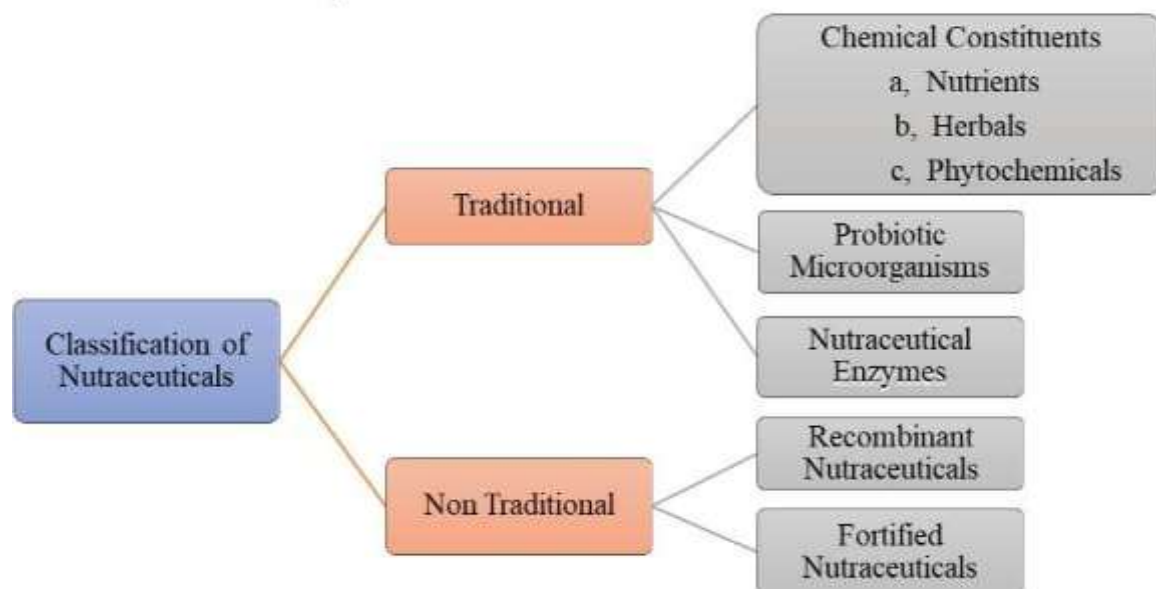 Classification of
Nutraceuticals
Traditional
Chemical Constituents
a, Nutrients
b, Herbals
c, Phytochemicals
Probiotic
Microorganisms
Nutraceutical
Enzymes
Non Traditional
Recombinant
Nutraceuticals
Fortified
Nutraceuticals